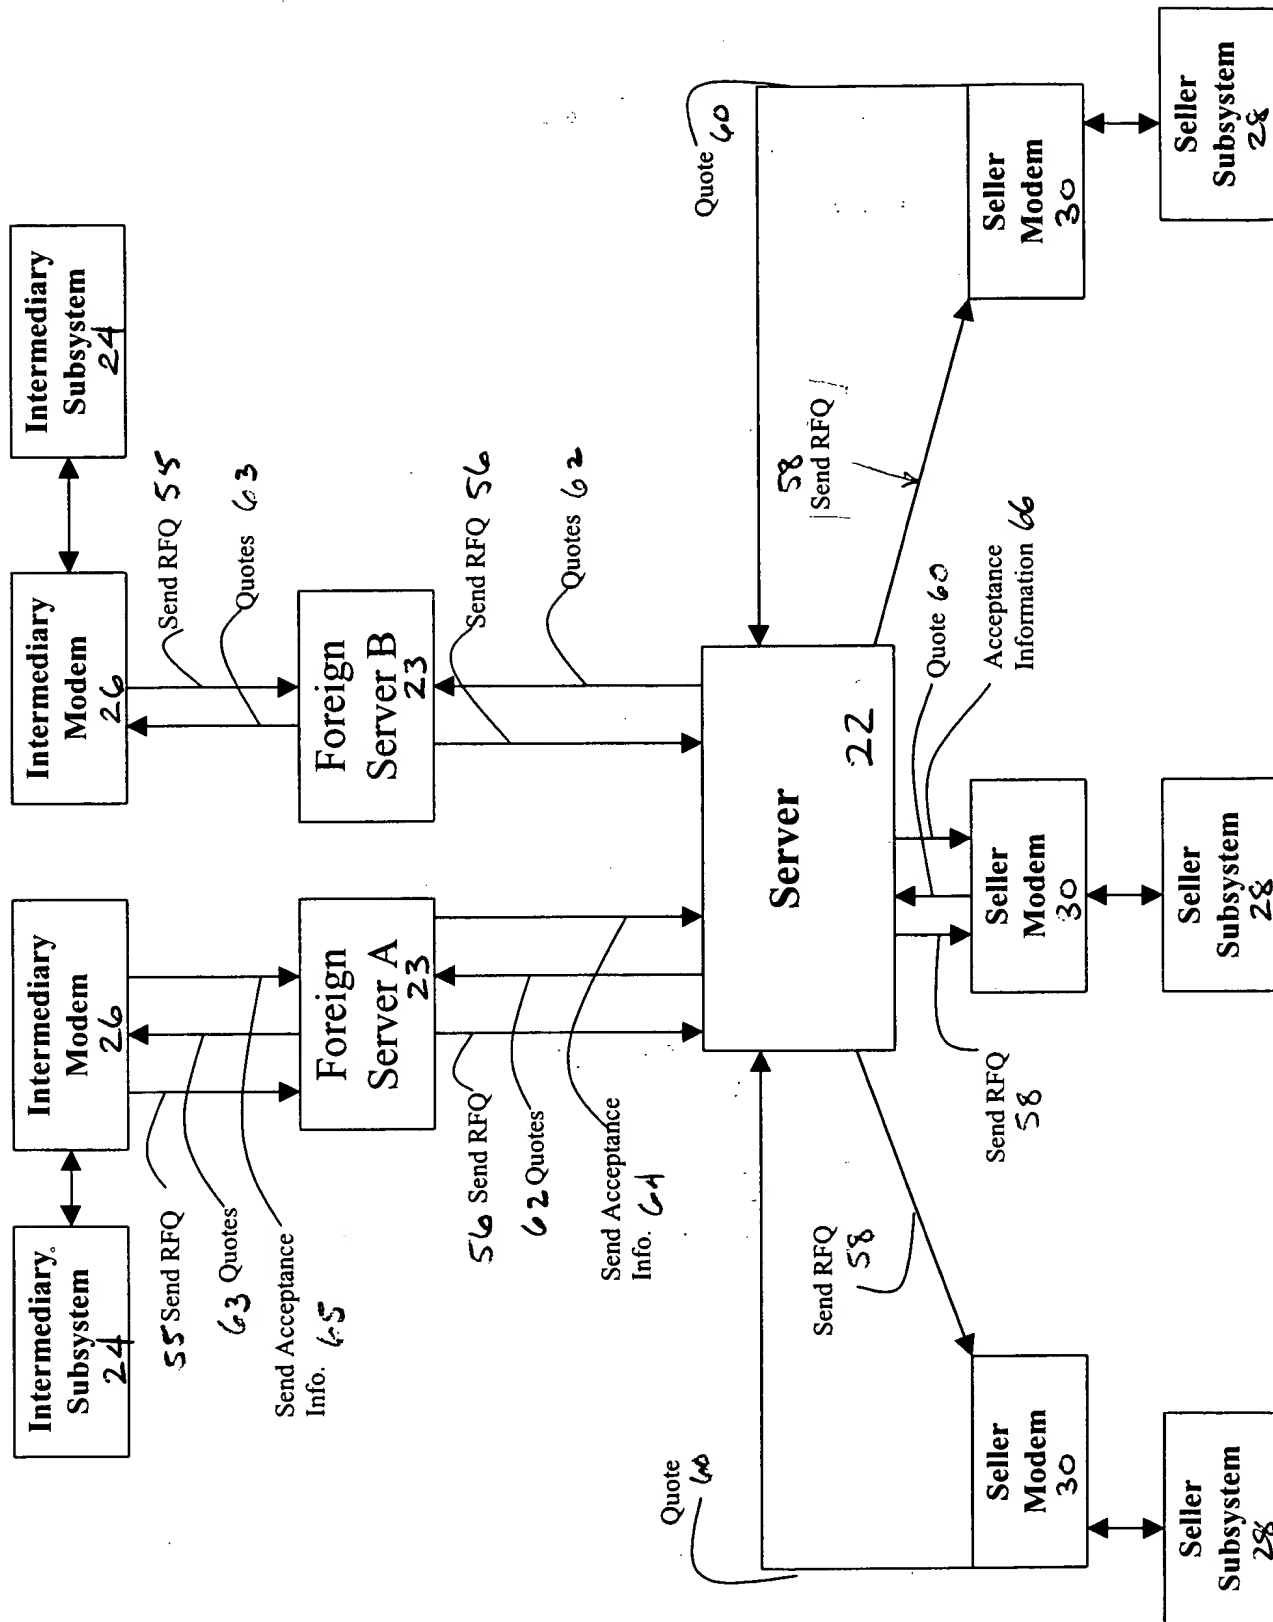 Intermediary
Subsystem
24
Intermediary
Modem
26
Intermediary
Modem
26
Intermediary
Subsystem
24
55 Send RFQ
63 Quotes
Send Acceptance
Info. 65
Send RFQ 55
Quotes 63
Foreign
Server A
23
Foreign
Server B
23
56 Send RFQ
62 Quotes
Send Acceptance
Info. 64
Send RFQ 56
Quotes 62
Server
22
Quote
60
Send RFQ
58
Send RFQ
58
Quote 60
Acceptance
Information 66
58
Send RFQ
Quote 60
Seller
Modem
30
Seller
Modem
30
Seller
Modem
30
Seller
Subsystem
28
Seller
Subsystem
28
Seller
Subsystem
28